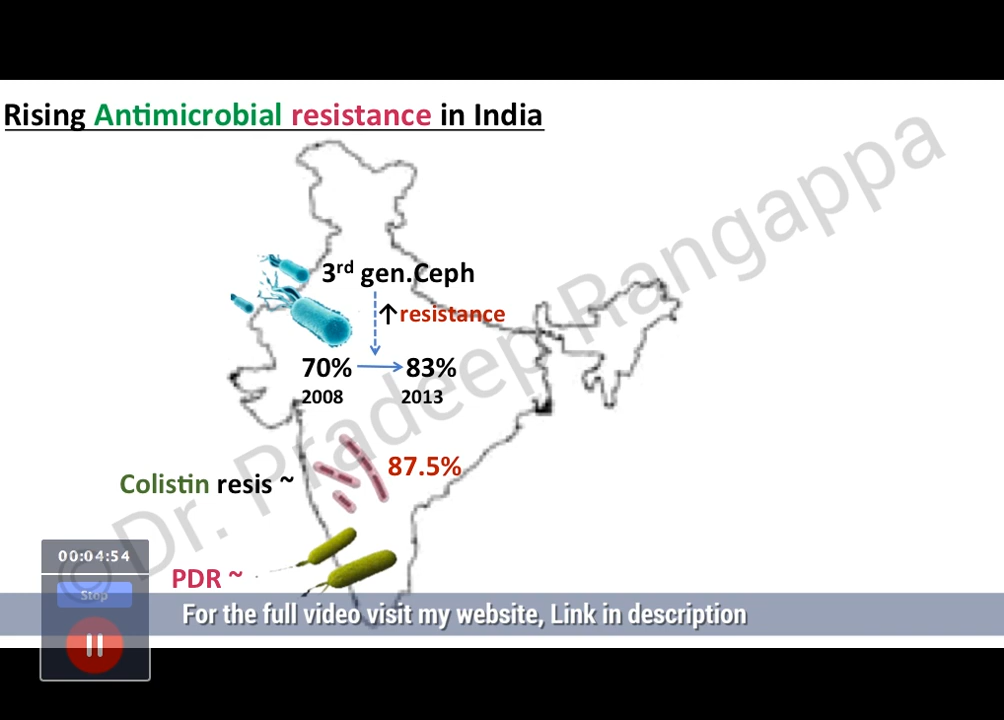 Rising Antimicrobial resistance in India
3rd gen.Ceph
↑resistance
70% → 83%
2008 2013
87.5%
Colistin resis ~
PDR ~
00:04:54
Stop
For the full video visit my website, Link in description
© Dr. Pradeep Rangappa